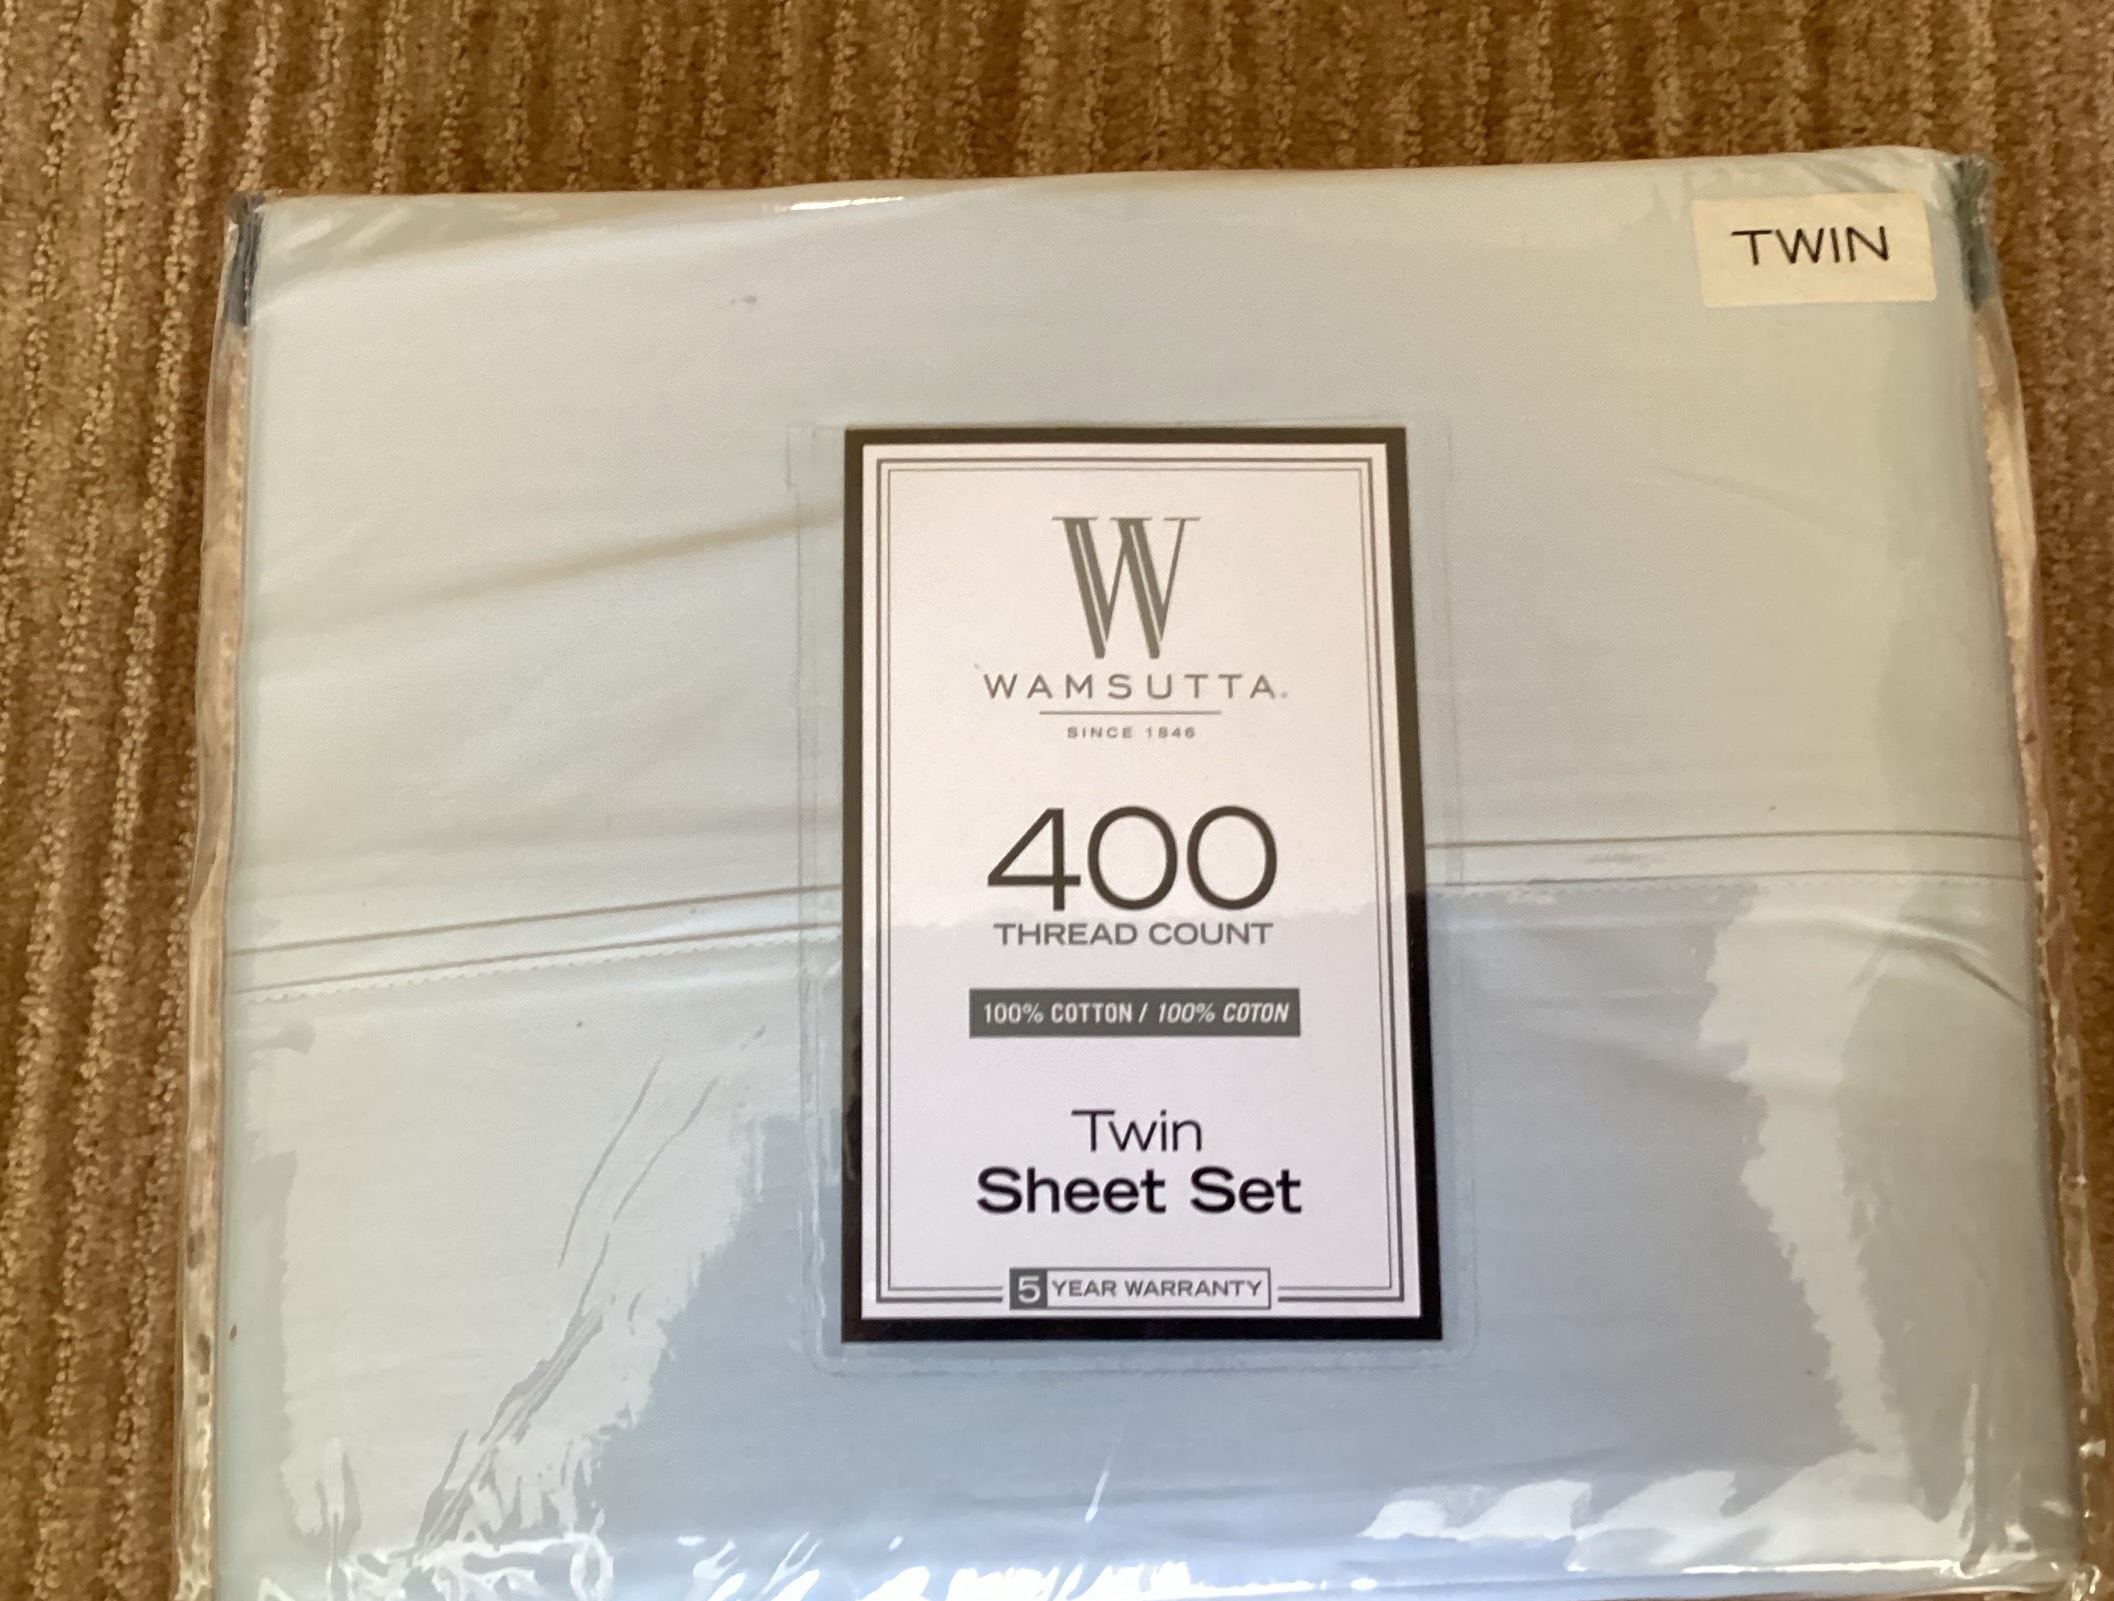 TWIN
W
WAMSUTTA®
SINCE 1846
400
THREAD COUNT
100% COTTON / 100% COTON
Twin
Sheet Set
5 YEAR WARRANTY